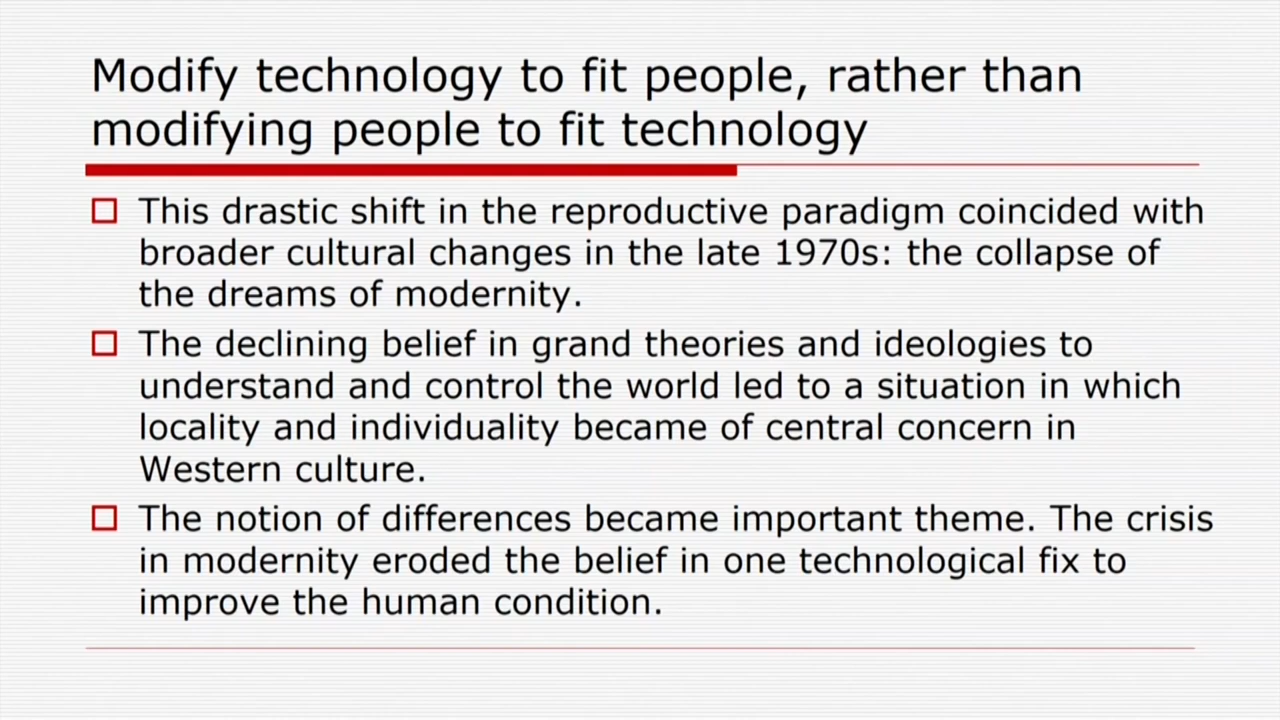 Modify technology to fit people, rather than
modifying people to fit technology
This drastic shift in the reproductive paradigm coincided with
broader cultural changes in the late 1970s: the collapse of
the dreams of modernity.
The declining belief in grand theories and ideologies to
understand and control the world led to a situation in which
locality and individuality became of central concern in
Western culture.
The notion of differences became important theme. The crisis
in modernity eroded the belief in one technological fix to
improve the human condition.